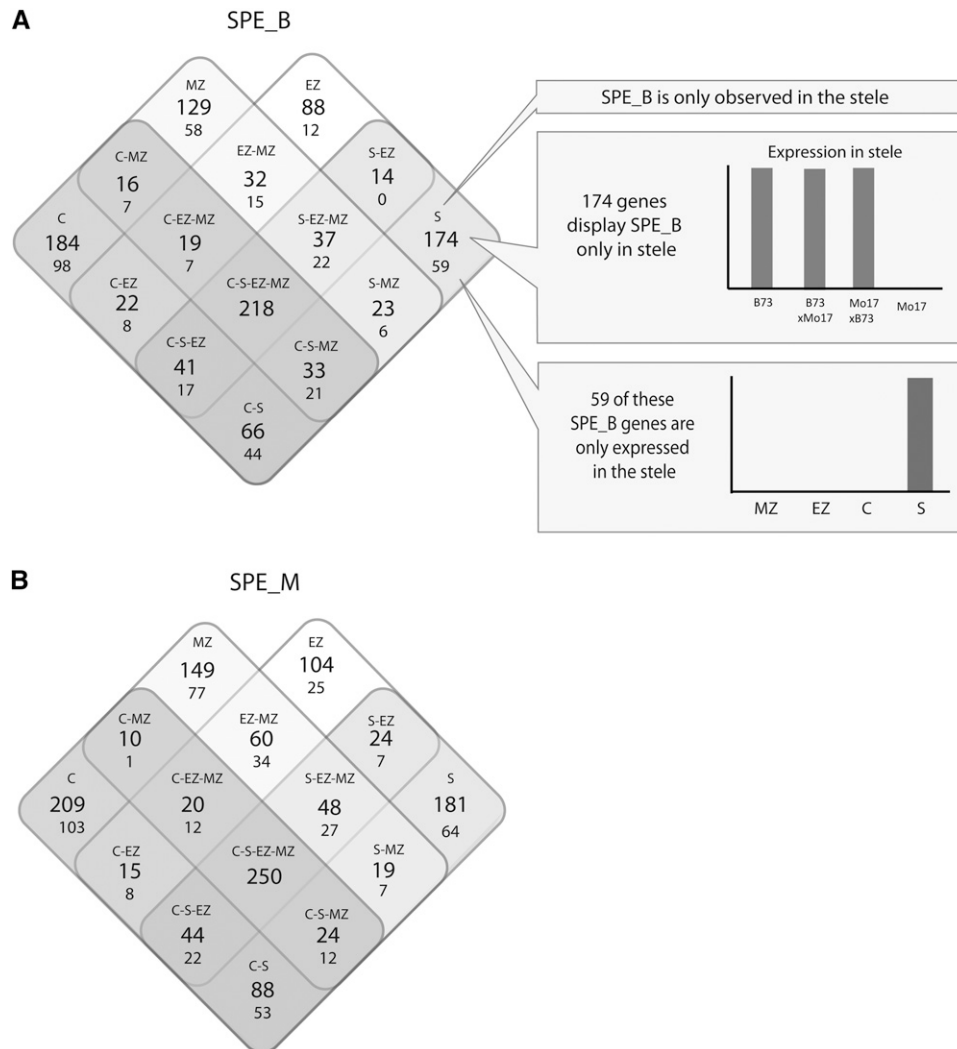 A
SPE_B
MZ
129
58
EZ
88
12
C-MZ
16
7
EZ-MZ
32
15
S-EZ
14
0
C
184
98
C-EZ-MZ
19
7
S-EZ-MZ
37
22
S
174
59
C-EZ
22
8
C-S-EZ-MZ
218
S-MZ
23
6
C-S-EZ
41
17
C-S-MZ
33
21
C-S
66
44
SPE_B is only observed in the stele
174 genes
display SPE_B
only in stele
Expression in stele
B73
B73
xMo17
Mo17
xB73
Mo17
59 of these
SPE_B genes are
only expressed
in the stele
MZ EZ C S
B
SPE_M
MZ
149
77
EZ
104
25
C-MZ
10
1
EZ-MZ
60
34
S-EZ
24
7
C
209
103
C-EZ-MZ
20
12
S-EZ-MZ
48
27
S
181
64
C-EZ
15
8
C-S-EZ-MZ
250
S-MZ
19
7
C-S-EZ
44
22
C-S-MZ
24
12
C-S
88
53